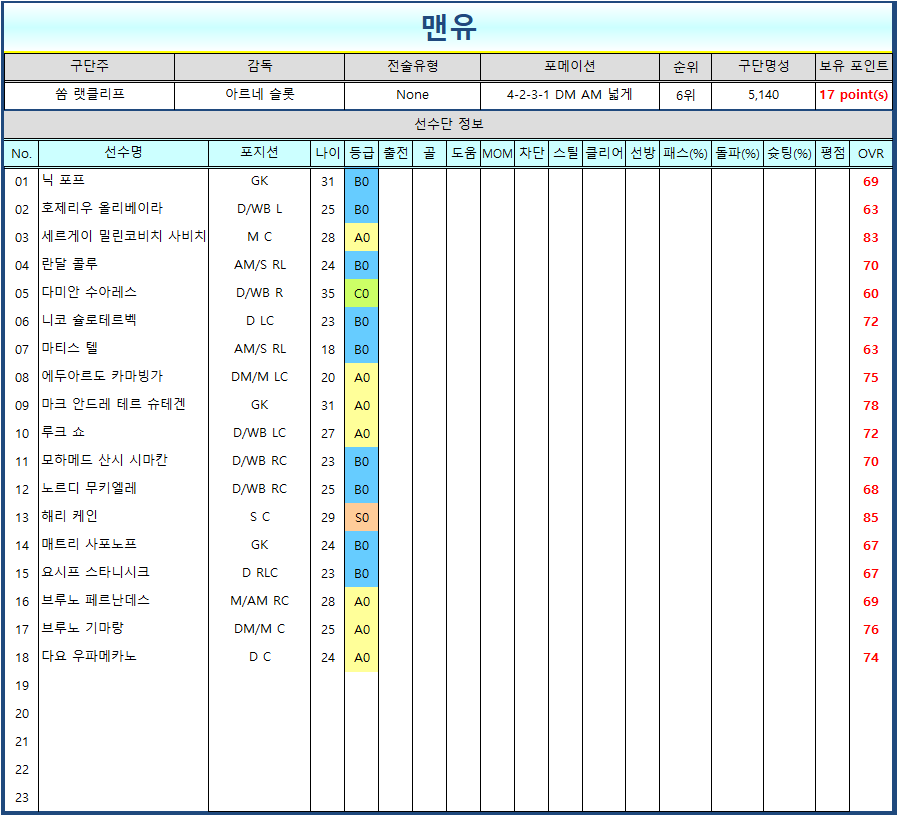 맨유
구단주 감독 전술유형 포메이션 순위 구단명성 보유 포인트
쏨 랫클리프 아르네 슬롯 None 4-2-3-1 DM AM 넓게 6위 5,140 17 point(s)
선수단 정보
No. 선수명 포지션 나이 등급 출전 골 도움 MOM 차단 스틸 클리어 선방 패스(%) 돌파(%) 슛팅(%) 평점 OVR
01 닉 포프 GK 31 B0 69
02 호제리우 올리베이라 D/WB L 25 B0 63
03 세르게이 밀린코비치 사비치 M C 28 A0 83
04 란달 콜루 AM/S RL 24 B0 70
05 다미안 수아레스 D/WB R 35 C0 60
06 니코 슐로테르벡 D LC 23 B0 72
07 마티스 텔 AM/S RL 18 B0 63
08 에두아르도 카마빙가 DM/M LC 20 A0 75
09 마크 안드레 테르 슈테겐 GK 31 A0 78
10 루크 쇼 D/WB LC 27 A0 72
11 모하메드 산시 시마칸 D/WB RC 23 B0 70
12 노르디 무키엘레 D/WB RC 25 B0 68
13 해리 케인 S C 29 S0 85
14 매트리 사포노프 GK 24 B0 67
15 요시프 스타니시크 D RLC 23 B0 67
16 브루노 페르난데스 M/AM RC 28 A0 69
17 브루노 기마랑 DM/M C 25 A0 76
18 다요 우파메카노 D C 24 A0 74
19
20
21
22
23